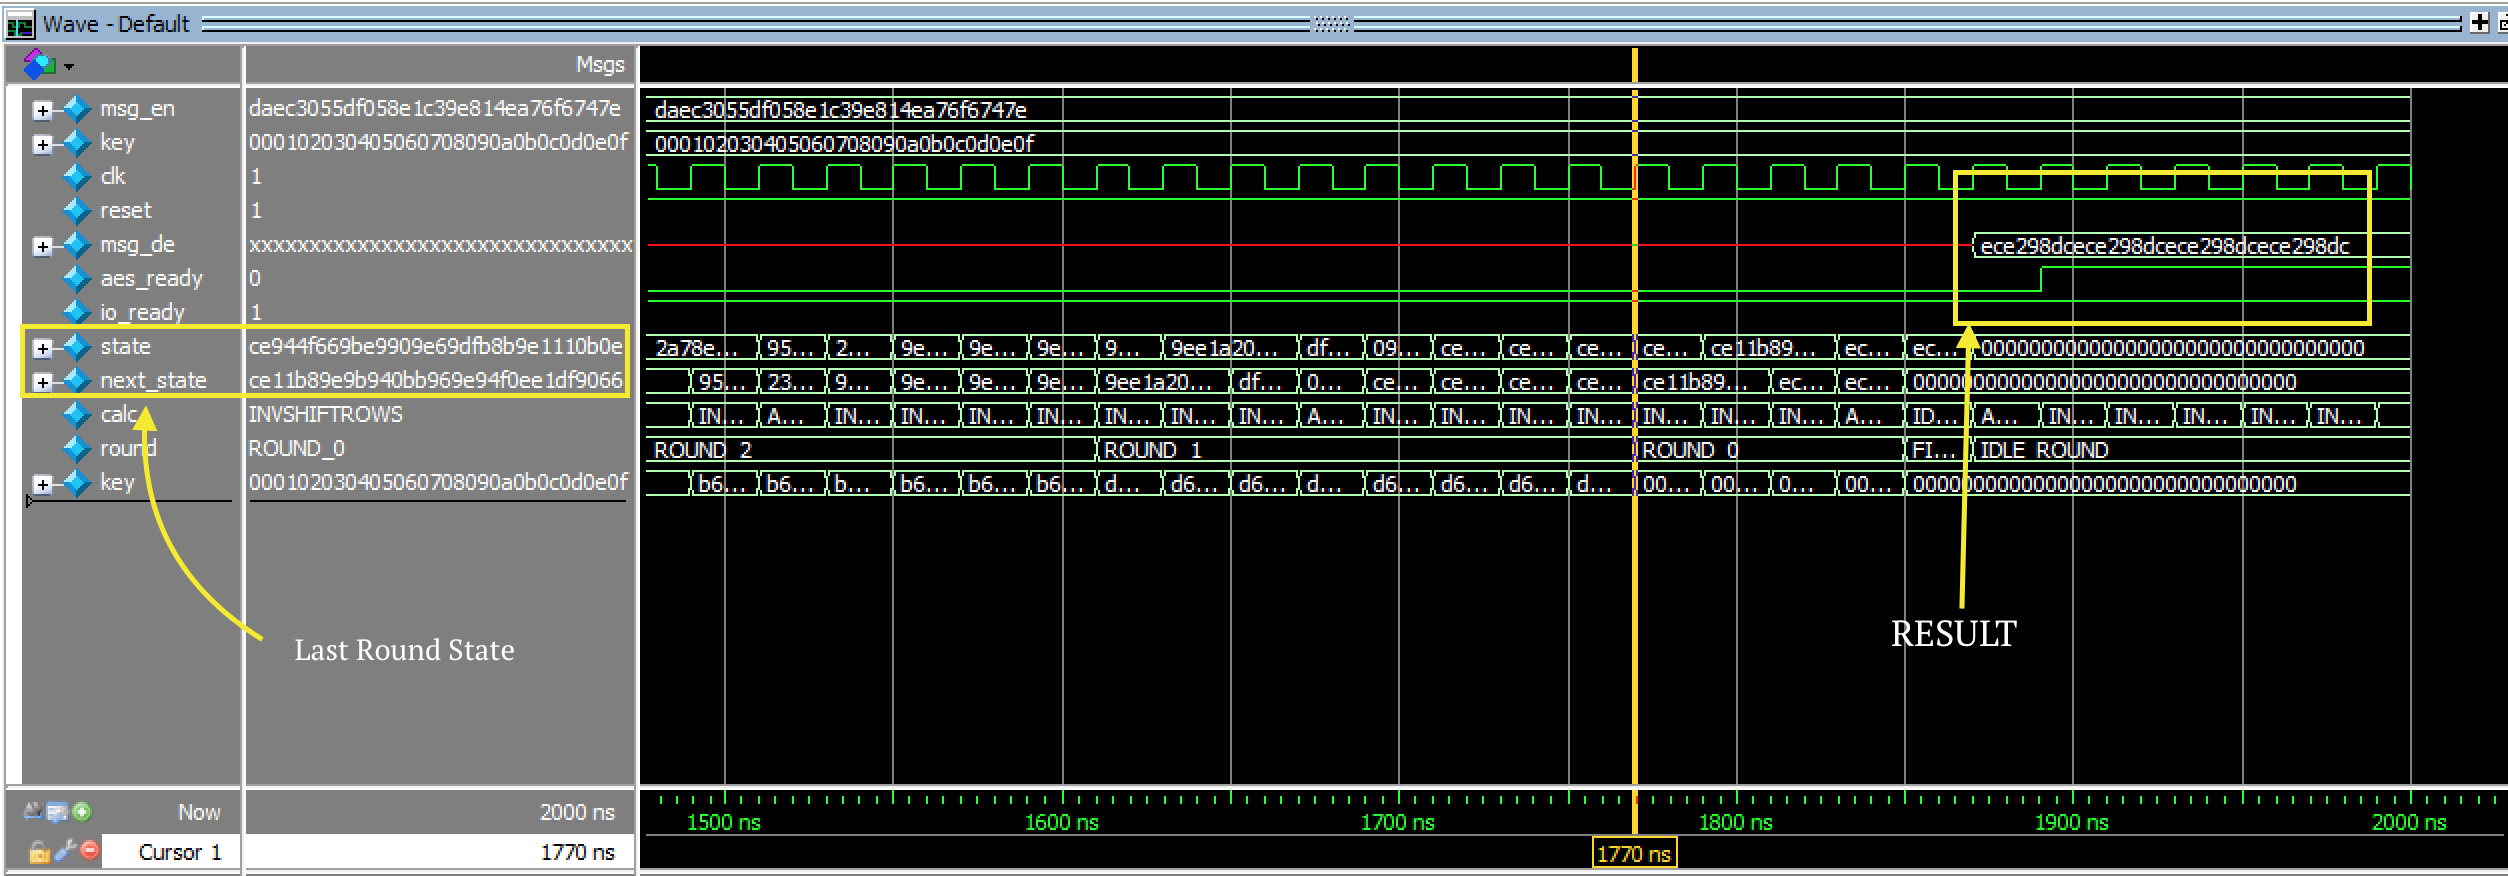 Wave - Default
Msgs
msg_en daec3055df058e1c39e814ea76f6747e daec3055df058e1c39e814ea76f6747e
key 000102030405060708090a0b0c0d0e0f 000102030405060708090a0b0c0d0e0f
clk 1
reset 1
msg_de xxxxxxxxxxxxxxxxxxxxxxxxxxxxxxxx ece298dcece298dcece298dcece298dc
aes_ready 0
io_ready 1
state ce944f669be9909e69dfb8b9e1110b0e 2a78e... 95... 2... 9e... 9e... 9e... 9... 9ee1a20... df... 09... ce... ce... ce... ce... ce11b89... ec... ec... 00000000000000000000000000000000
next_state ce11b89e9b940bb969e94f0ee1df9066 95... 23... 9... 9e... 9e... 9e... 9ee1a20... df... 0... ce... ce... ce... ce... ce11b89... ec... ec... 00000000000000000000000000000000
calc INVSHIFTROWS IN... A... IN... IN... IN... IN... IN... IN... IN... A... IN... IN... IN... IN... IN... IN... IN... A... ID... A... IN... IN... IN... IN... IN...
round ROUND_0 ROUND_2 ROUND_1 ROUND_0 FI... IDLE_ROUND
key 000102030405060708090a0b0c0d0e0f b6... b6... b... b6... b6... b6... d... d6... d6... d... d6... d6... d6... d... 00... 00... 0... 00... 00000000000000000000000000000000
Last Round State
RESULT
Now 2000 ns 1500 ns 1600 ns 1700 ns 1800 ns 1900 ns 2000 ns
Cursor 1 1770 ns 1770 ns